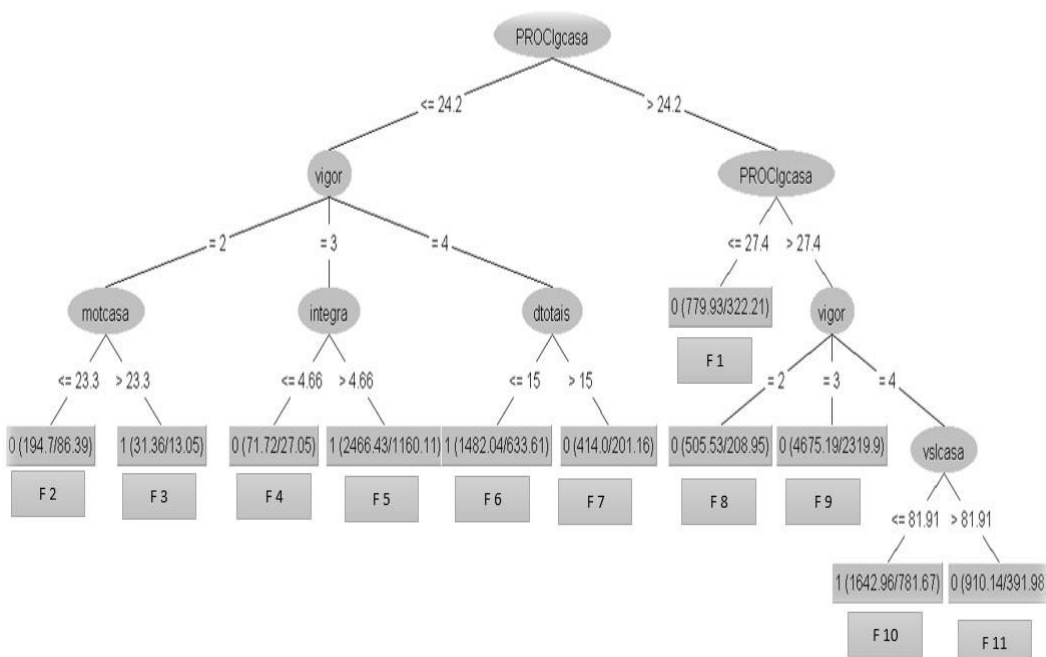 PROCIgcasa
<= 24.2
> 24.2
vigor
PROCIgcasa
= 2
= 3
= 4
<= 27.4
> 27.4
motcasa
integra
dtotais
0 (779.93/322.21)
vigor
F 1
<= 23.3
> 23.3
<= 4.66
> 4.66
<= 15
> 15
= 2
= 3
= 4
0 (194.7/86.39)
1 (31.36/13.05)
0 (71.72/27.05)
1 (2466.43/1160.11)
1 (1482.04/633.61)
0 (414.0/201.16)
0 (505.53/208.95)
0 (4675.19/2319.9)
vslcasa
F 2
F 3
F 4
F 5
F 6
F 7
F 8
F 9
<= 81.91
> 81.91
1 (1642.96/781.67)
0 (910.14/391.98
F 10
F 11